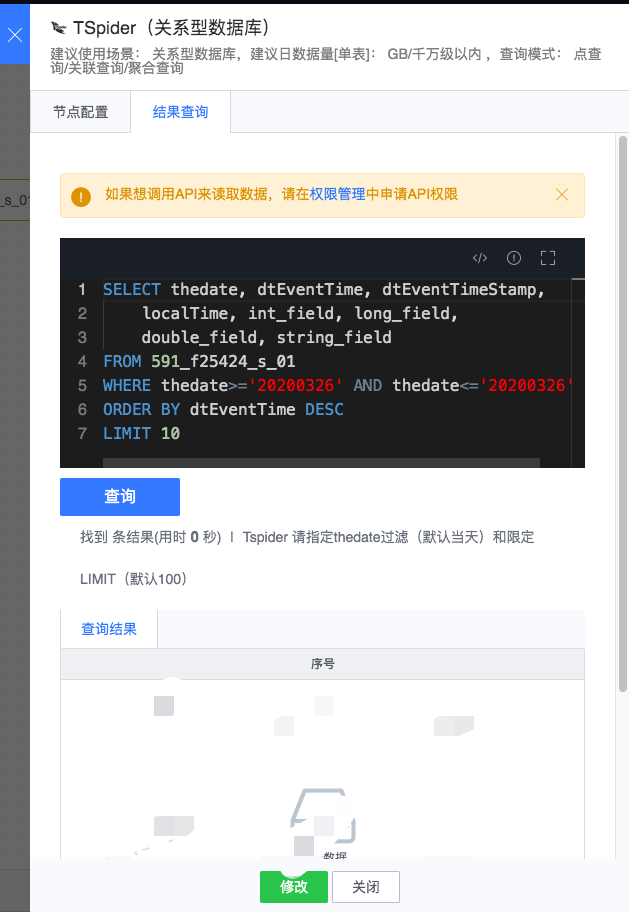 TSpider（关系型数据库）
建议使用场景： 关系型数据库，建议日数据量[单表]： GB/千万级以内 ，查询模式： 点查
询/关联查询/聚合查询
节点配置
结果查询
_s_01
如果想调用API来读取数据，请在权限管理中申请API权限
1 SELECT thedate, dtEventTime, dtEventTimeStamp,
2 localTime, int_field, long_field,
3 double_field, string_field
4 FROM 591_f25424_s_01
5 WHERE thedate>='20200326' AND thedate<='20200326'
6 ORDER BY dtEventTime DESC
7 LIMIT 10
查询
找到 条结果(用时 0 秒) | Tspider 请指定thedate过滤（默认当天）和限定
LIMIT（默认100）
查询结果
序号
数据
修改
关闭